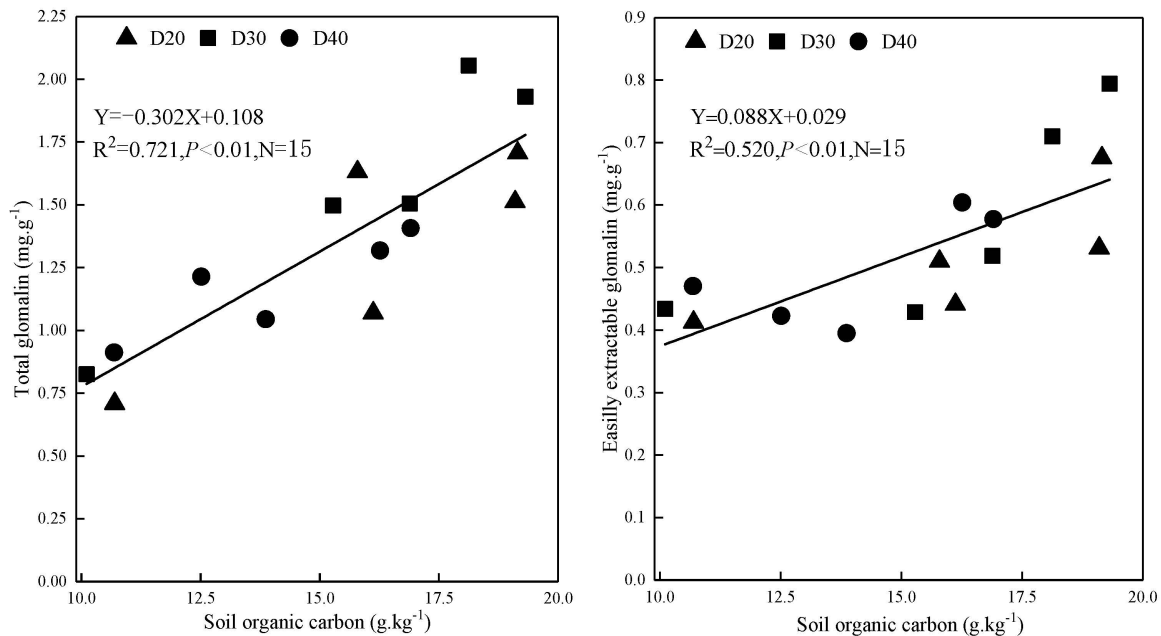 2.25
2.00
1.75
1.50
1.25
1.00
0.75
0.50
0.25
0.00
Total glomalin (mg.g⁻¹)
D20 D30 D40
Y=−0.302X+0.108
R²=0.721,P<0.01,N=15
10.0 12.5 15.0 17.5 20.0
Soil organic carbon (g.kg⁻¹)
0.9
0.8
0.7
0.6
0.5
0.4
0.3
0.2
0.1
0.0
Easilly extractable glomalin (mg.g⁻¹)
D20 D30 D40
Y=0.088X+0.029
R²=0.520,P<0.01,N=15
10.0 12.5 15.0 17.5 20.0
Soil organic carbon (g.kg⁻¹)